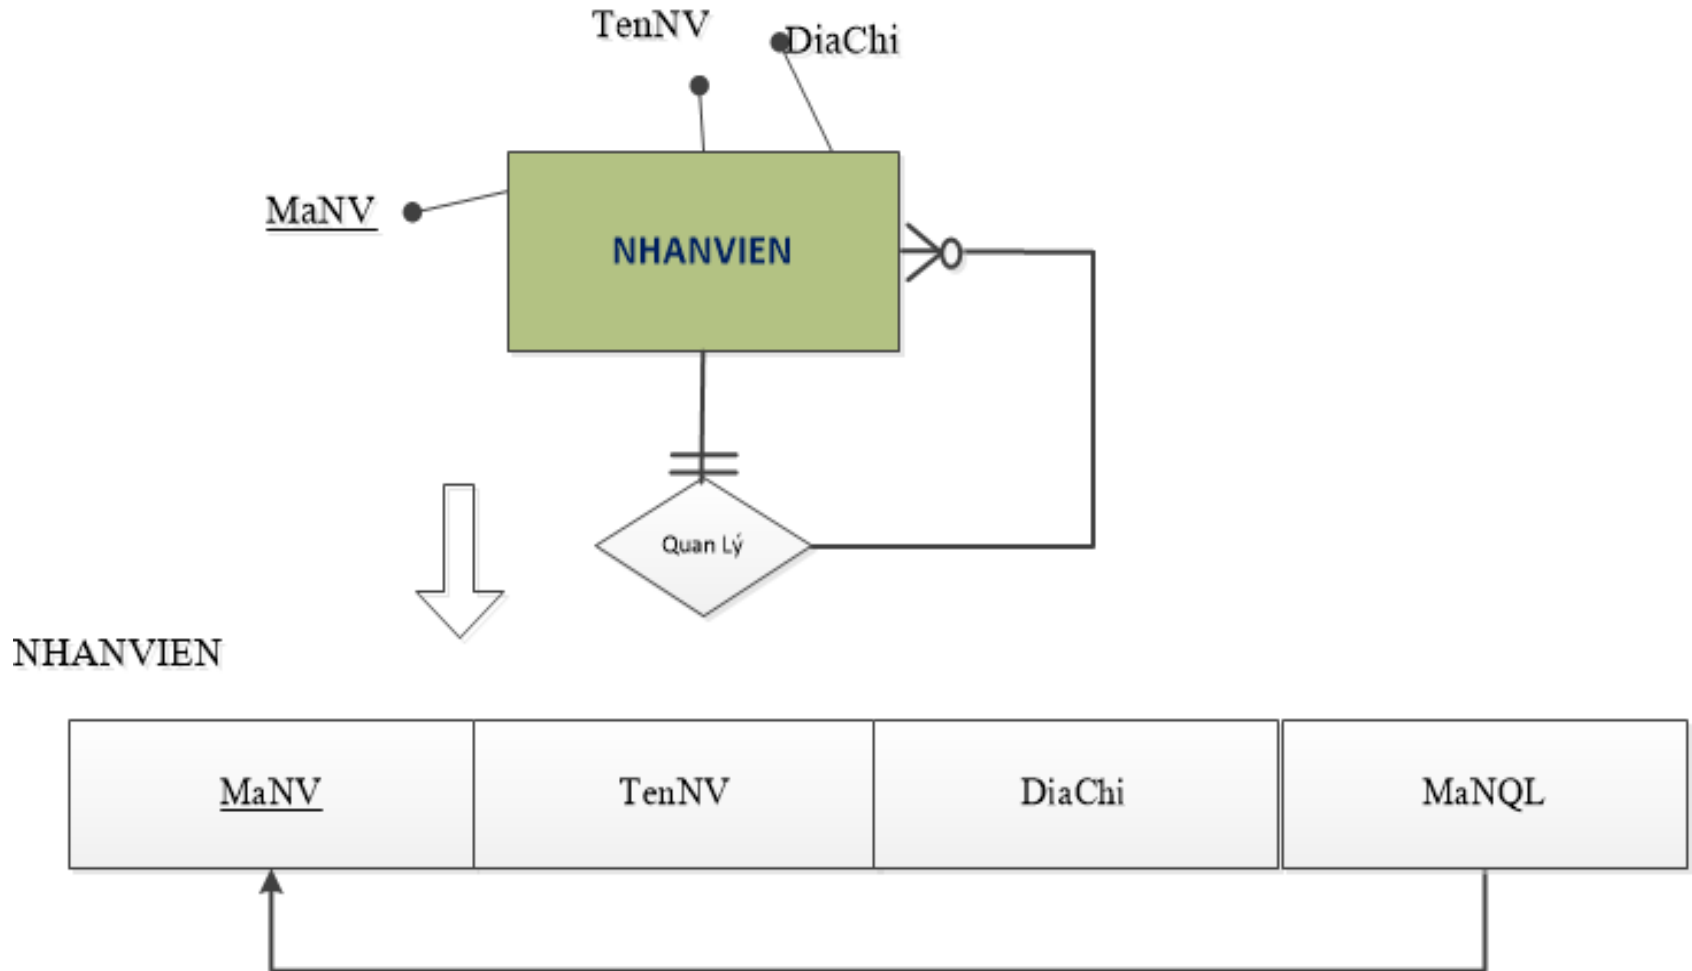 TenNV
DiaChi
MaNV
NHANVIEN
Quan Lý
NHANVIEN
MaNV
TenNV
DiaChi
MaNQL